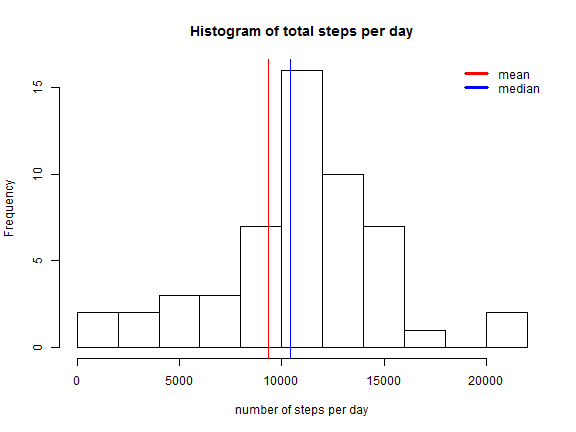 Histogram of total steps per day
mean
median
Frequency
15
10
5
0
0 5000 10000 15000 20000
number of steps per day